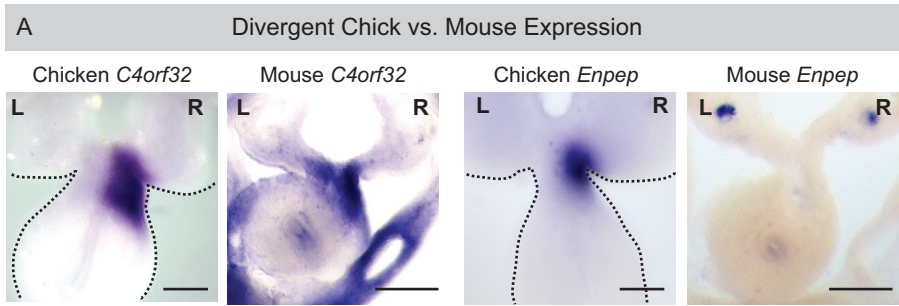 A Divergent Chick vs. Mouse Expression
Chicken C4orf32 Mouse C4orf32 Chicken Enpep Mouse Enpep
L R L R L R L R